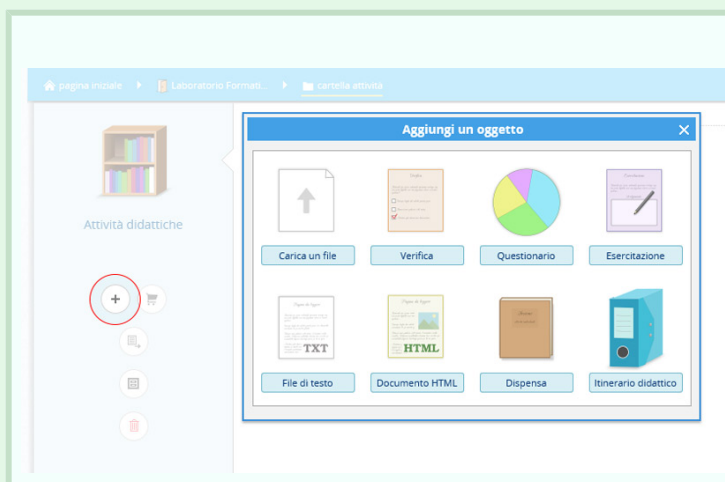 pagina iniziale Laboratorio Formati... cartella attività
Aggiungi un oggetto
Attività didattiche
Carica un file Verifica Questionario Esercitazione
TXT HTML
File di testo Documento HTML Dispensa Itinerario didattico